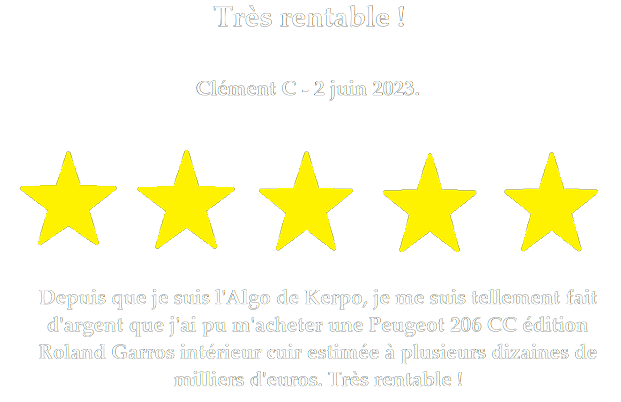 Très rentable !
Clément C - 2 juin 2023.
Depuis que je suis l'Algo de Kerpo, je me suis tellement fait
d'argent que j'ai pu m'acheter une Peugeot 206 CC édition
Roland Garros intérieur cuir estimée à plusieurs dizaines de
milliers d'euros. Très rentable !